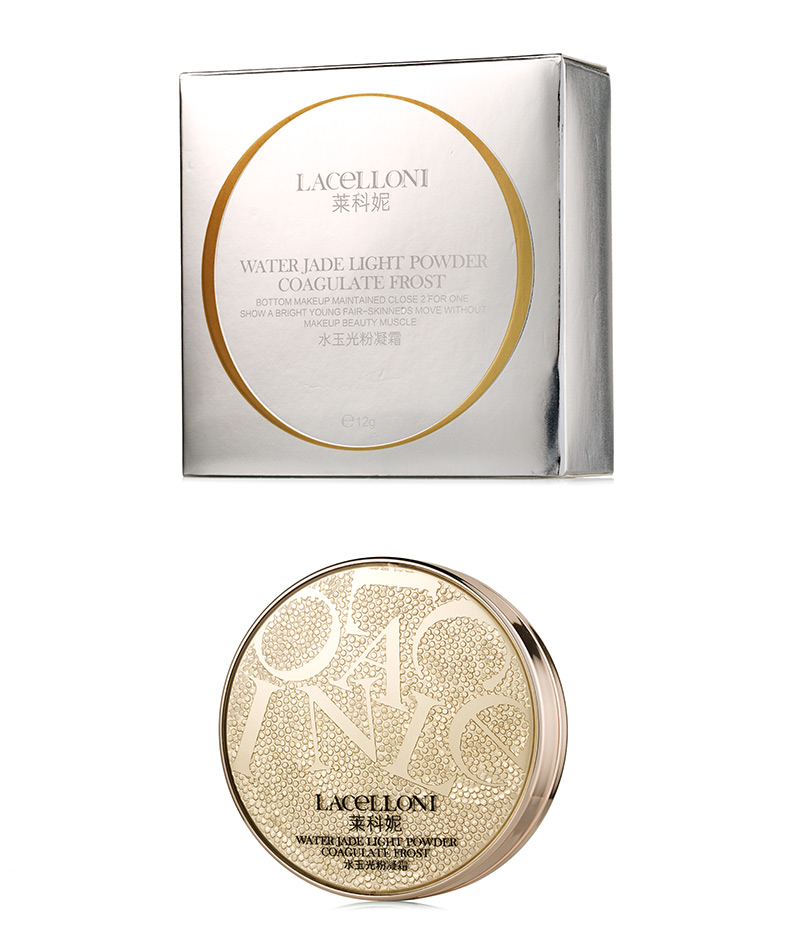 LACeLLONI
莱科妮
WATER JADE LIGHT POWDER
COAGULATE FROST
BOTTOM MAKEUP MAINTAINED CLOSE 2 FOR ONE
SHOW A BRIGHT YOUNG FAIR-SKINNEDS MOVE WITHOUT
MAKEUP BEAUTY MUSCLE
水玉光粉凝霜
℮12g
OTC
INALe
LACeLLONI
莱科妮
WATER JADE LIGHT POWDER
COAGULATE FROST
水玉光粉凝霜